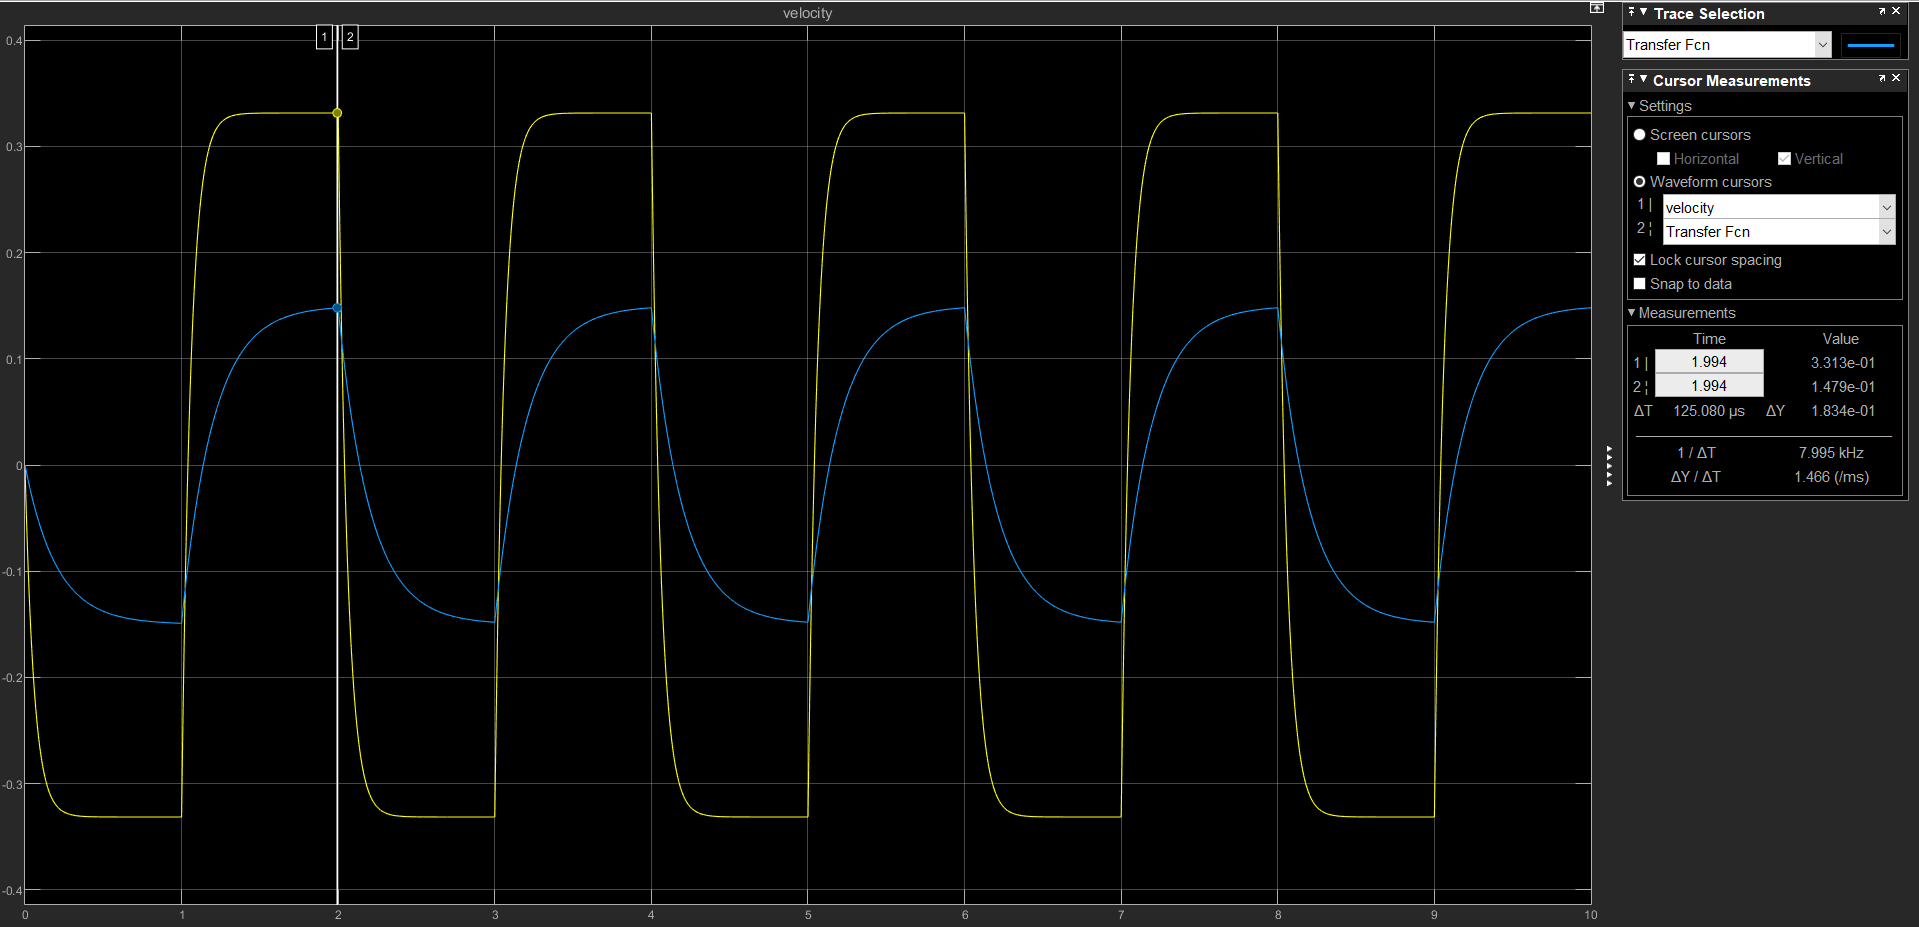 velocity
1 2
0.4
0.3
0.2
0.1
0
-0.1
-0.2
-0.3
-0.4
0 1 2 3 4 5 6 7 8 9 10
Trace Selection
Transfer Fcn
Cursor Measurements
Settings
Screen cursors
Horizontal Vertical
Waveform cursors
1 | velocity
2 ¦ Transfer Fcn
Lock cursor spacing
Snap to data
Measurements
Time Value
1 | 1.994 3.313e-01
2 ¦ 1.994 1.479e-01
ΔT 125.080 µs ΔY 1.834e-01
1 / ΔT 7.995 kHz
ΔY / ΔT 1.466 (/ms)